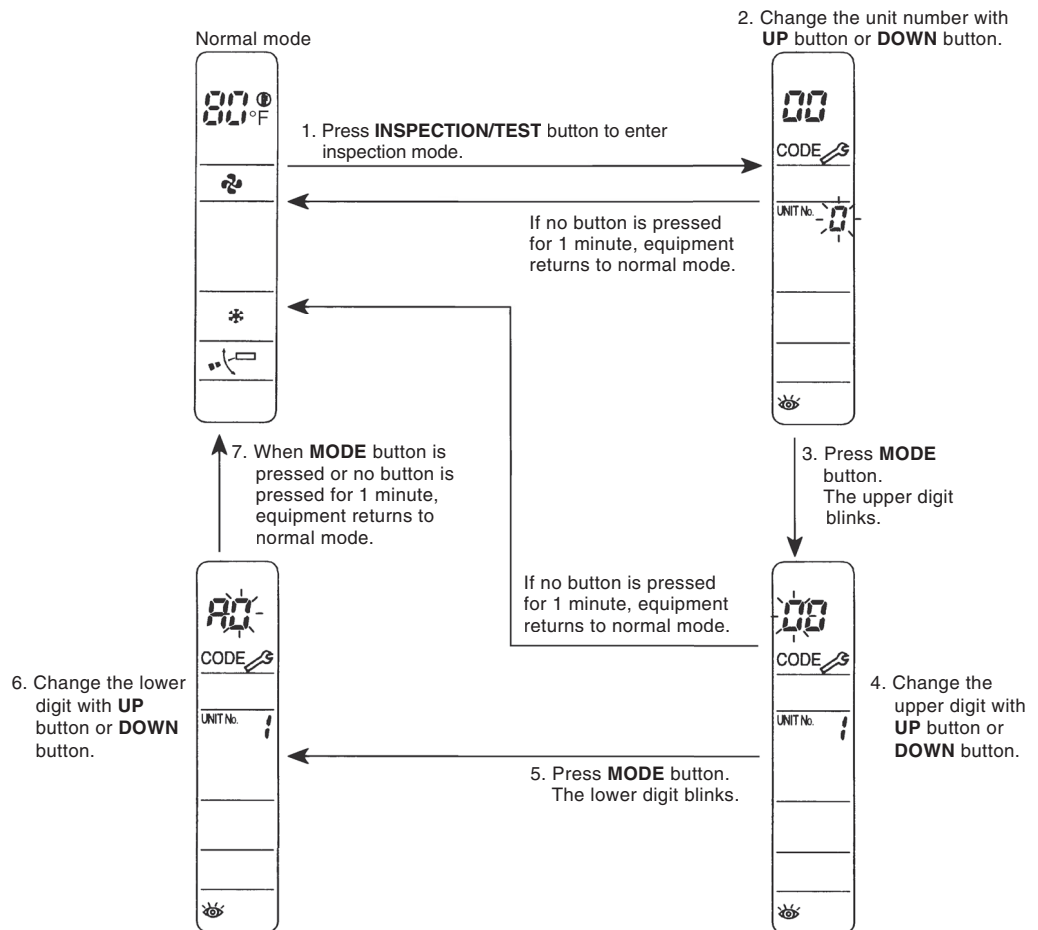 Normal mode
80°F
1. Press INSPECTION/TEST button to enter
inspection mode.
2. Change the unit number with
UP button or DOWN button.
00
CODE
UNIT No. 0
If no button is pressed
for 1 minute, equipment
returns to normal mode.
3. Press MODE
button.
The upper digit
blinks.
00
CODE
UNIT No. 1
4. Change the
upper digit with
UP button or
DOWN button.
If no button is pressed
for 1 minute, equipment
returns to normal mode.
5. Press MODE button.
The lower digit blinks.
A0
CODE
UNIT No. 1
6. Change the lower
digit with UP
button or DOWN
button.
7. When MODE button is
pressed or no button is
pressed for 1 minute,
equipment returns to
normal mode.